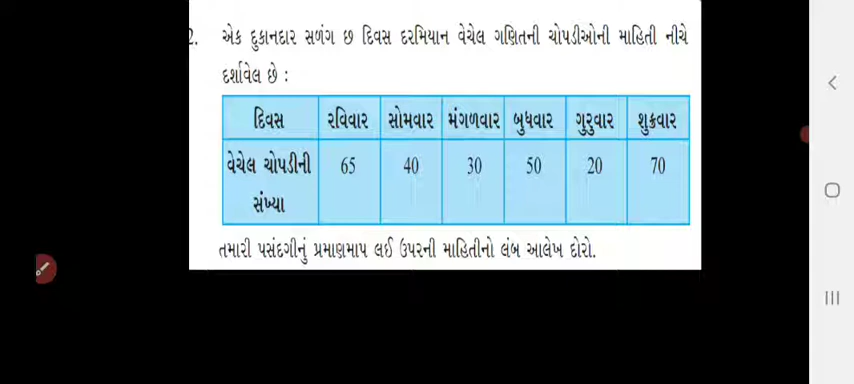 2. એક દુકાનદાર સળંગ છ દિવસ દરમિયાન વેચેલ ગણિતની ચોપડીઓની માહિતી નીચે
દર્શાવેલ છે :
દિવસ રવિવાર સોમવાર મંગળવાર બુધવાર ગુરુવાર શુક્રવાર
વેચેલ ચોપડીની 65 40 30 50 20 70
સંખ્યા
તમારી પસંદગીનું પ્રમાણમાપ લઈ ઉપરની માહિતીનો લંબ આલેખ દોરો.